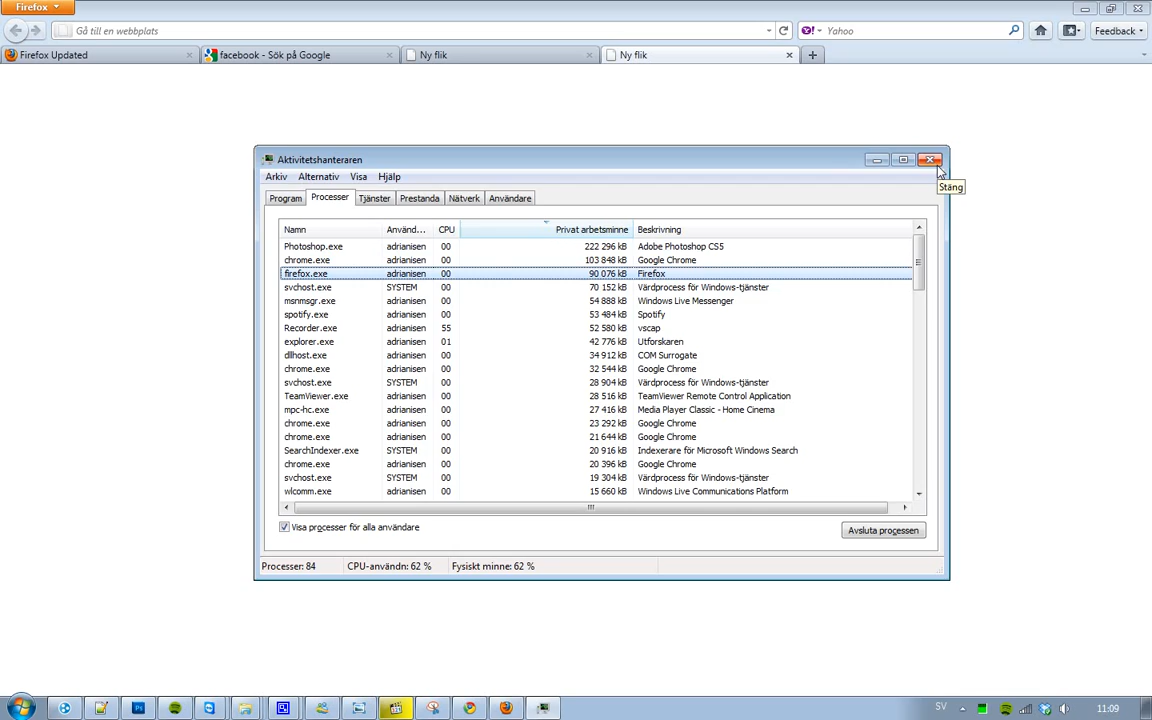 Firefox
Gå till en webbplats
Yahoo
Feedback
Firefox Updated
facebook - Sök på Google
Ny flik
Ny flik
Aktivitetshanteraren
Stäng
Arkiv Alternativ Visa Hjälp
Program Processer Tjänster Prestanda Nätverk Användare
Namn Använd... CPU Privat arbetsminne Beskrivning
Photoshop.exe adrianisen 00 222 296 kB Adobe Photoshop CS5
chrome.exe adrianisen 00 103 848 kB Google Chrome
firefox.exe adrianisen 00 90 076 kB Firefox
svchost.exe SYSTEM 00 70 152 kB Värdprocess för Windows-tjänster
msnmsgr.exe adrianisen 00 54 888 kB Windows Live Messenger
spotify.exe adrianisen 00 53 484 kB Spotify
Recorder.exe adrianisen 55 52 580 kB vscap
explorer.exe adrianisen 01 42 776 kB Utforskaren
dllhost.exe adrianisen 00 34 912 kB COM Surrogate
chrome.exe adrianisen 00 32 544 kB Google Chrome
svchost.exe SYSTEM 00 28 904 kB Värdprocess för Windows-tjänster
TeamViewer.exe adrianisen 00 28 516 kB TeamViewer Remote Control Application
mpc-hc.exe adrianisen 00 27 416 kB Media Player Classic - Home Cinema
chrome.exe adrianisen 00 23 292 kB Google Chrome
chrome.exe adrianisen 00 21 644 kB Google Chrome
SearchIndexer.exe SYSTEM 00 20 916 kB Indexerare för Microsoft Windows Search
chrome.exe adrianisen 00 20 396 kB Google Chrome
svchost.exe SYSTEM 00 19 304 kB Värdprocess för Windows-tjänster
wlcomm.exe adrianisen 00 15 660 kB Windows Live Communications Platform
Visa processer för alla användare
Avsluta processen
Processer: 84 CPU-användn: 62 % Fysiskt minne: 62 %
SV 11:09